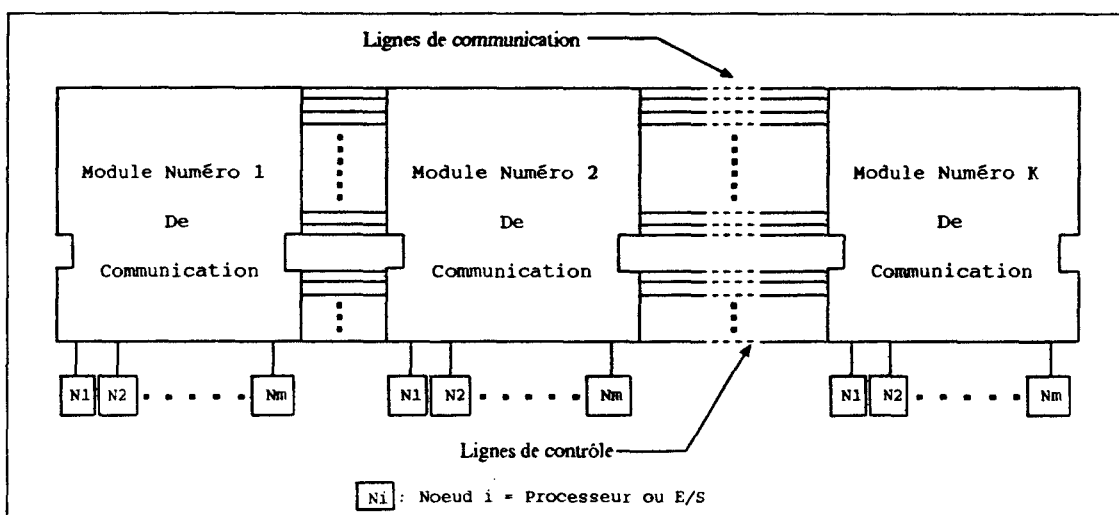 Lignes de communication
Module Numéro 1
De
Communication
Module Numéro 2
De
Communication
Module Numéro K
De
Communication
N1 N2 Nm
N1 N2 Nm
N1 N2 Nm
Lignes de contrôle
Ni : Noeud i = Processeur ou E/S